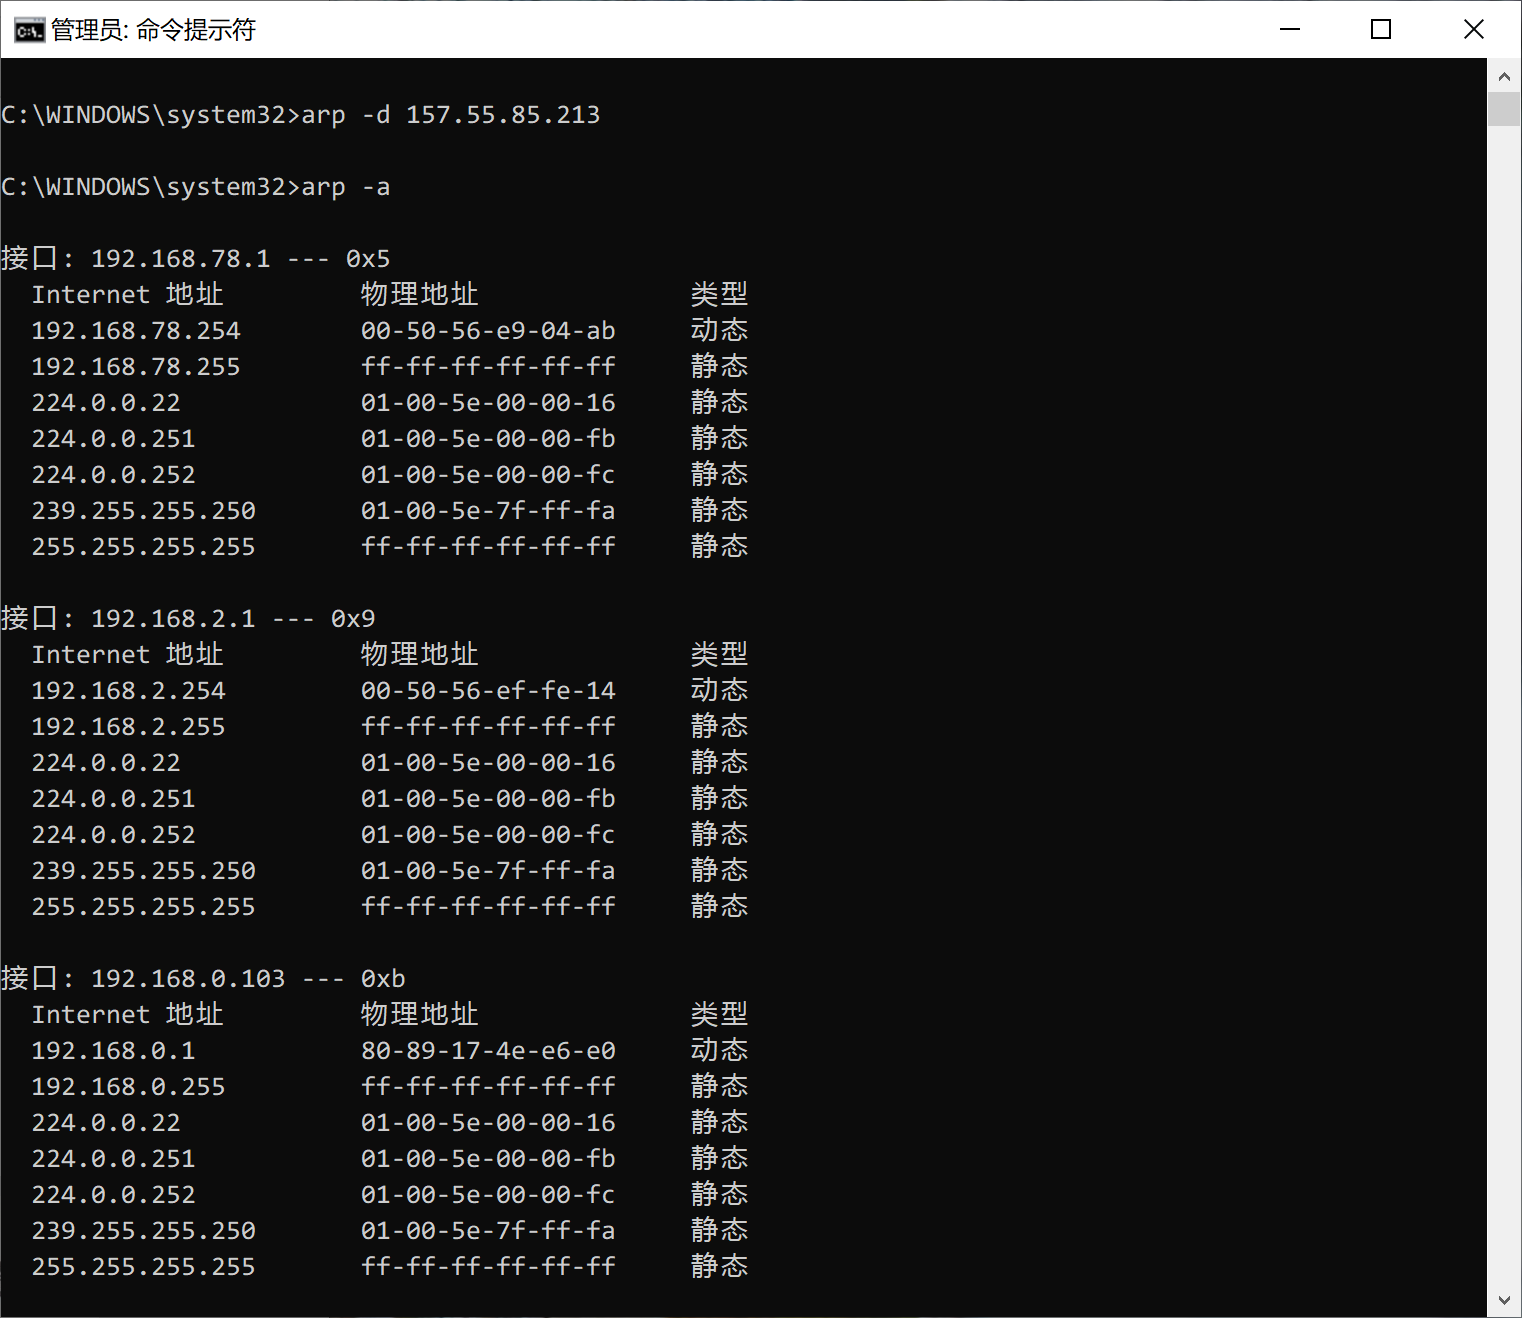 管理员: 命令提示符
C:\WINDOWS\system32>arp -d 157.55.85.213
C:\WINDOWS\system32>arp -a
接口: 192.168.78.1 --- 0x5
Internet 地址 物理地址 类型
192.168.78.254 00-50-56-e9-04-ab 动态
192.168.78.255 ff-ff-ff-ff-ff-ff 静态
224.0.0.22 01-00-5e-00-00-16 静态
224.0.0.251 01-00-5e-00-00-fb 静态
224.0.0.252 01-00-5e-00-00-fc 静态
239.255.255.250 01-00-5e-7f-ff-fa 静态
255.255.255.255 ff-ff-ff-ff-ff-ff 静态
接口: 192.168.2.1 --- 0x9
Internet 地址 物理地址 类型
192.168.2.254 00-50-56-ef-fe-14 动态
192.168.2.255 ff-ff-ff-ff-ff-ff 静态
224.0.0.22 01-00-5e-00-00-16 静态
224.0.0.251 01-00-5e-00-00-fb 静态
224.0.0.252 01-00-5e-00-00-fc 静态
239.255.255.250 01-00-5e-7f-ff-fa 静态
255.255.255.255 ff-ff-ff-ff-ff-ff 静态
接口: 192.168.0.103 --- 0xb
Internet 地址 物理地址 类型
192.168.0.1 80-89-17-4e-e6-e0 动态
192.168.0.255 ff-ff-ff-ff-ff-ff 静态
224.0.0.22 01-00-5e-00-00-16 静态
224.0.0.251 01-00-5e-00-00-fb 静态
224.0.0.252 01-00-5e-00-00-fc 静态
239.255.255.250 01-00-5e-7f-ff-fa 静态
255.255.255.255 ff-ff-ff-ff-ff-ff 静态